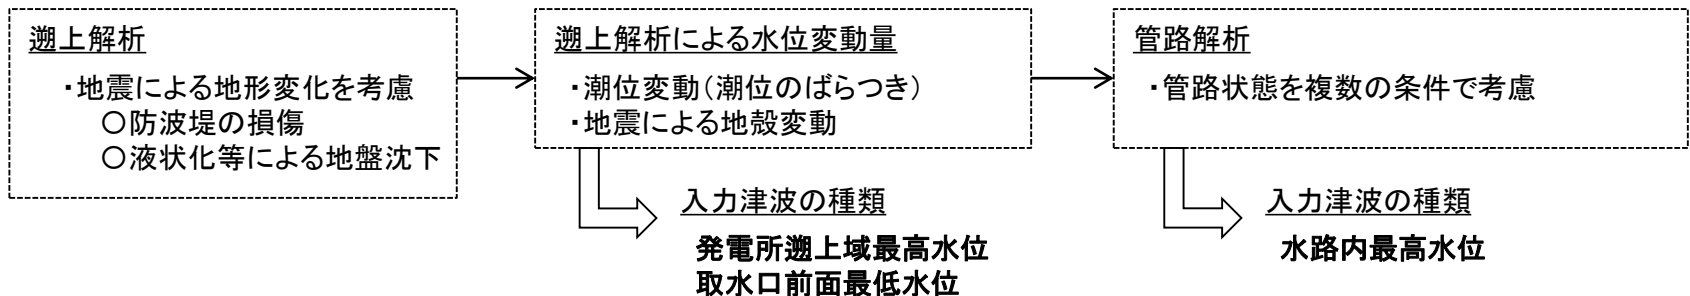 遡上解析
・地震による地形変化を考慮
○防波堤の損傷
○液状化等による地盤沈下
遡上解析による水位変動量
・潮位変動（潮位のばらつき）
・地震による地殻変動
入力津波の種類
発電所遡上域最高水位
取水口前面最低水位
管路解析
・管路状態を複数の条件で考慮
入力津波の種類
水路内最高水位